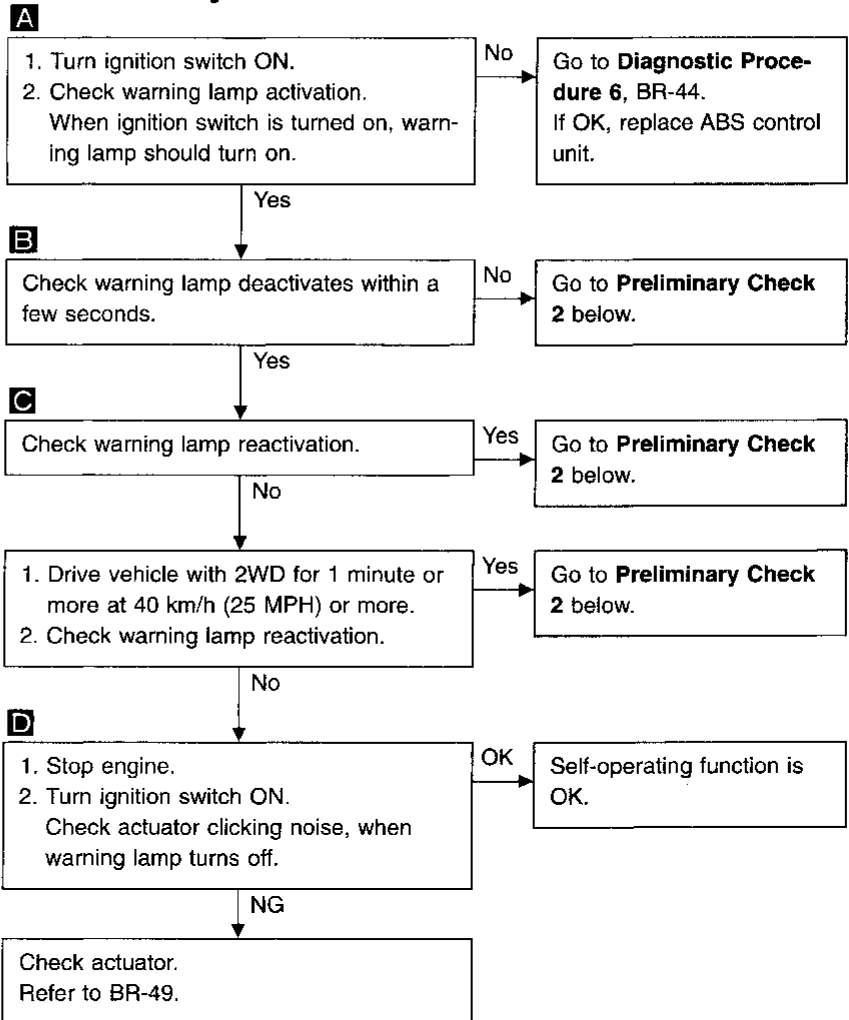 A
1. Turn ignition switch ON.
2. Check warning lamp activation.
When ignition switch is turned on, warn-
ing lamp should turn on.
No
Go to Diagnostic Proce-
dure 6, BR-44.
If OK, replace ABS control
unit.
Yes
B
Check warning lamp deactivates within a
few seconds.
No
Go to Preliminary Check
2 below.
Yes
C
Check warning lamp reactivation.
Yes
Go to Preliminary Check
2 below.
No
1. Drive vehicle with 2WD for 1 minute or
more at 40 km/h (25 MPH) or more.
2. Check warning lamp reactivation.
Yes
Go to Preliminary Check
2 below.
No
D
1. Stop engine.
2. Turn ignition switch ON.
Check actuator clicking noise, when
warning lamp turns off.
OK
Self-operating function is
OK.
NG
Check actuator.
Refer to BR-49.